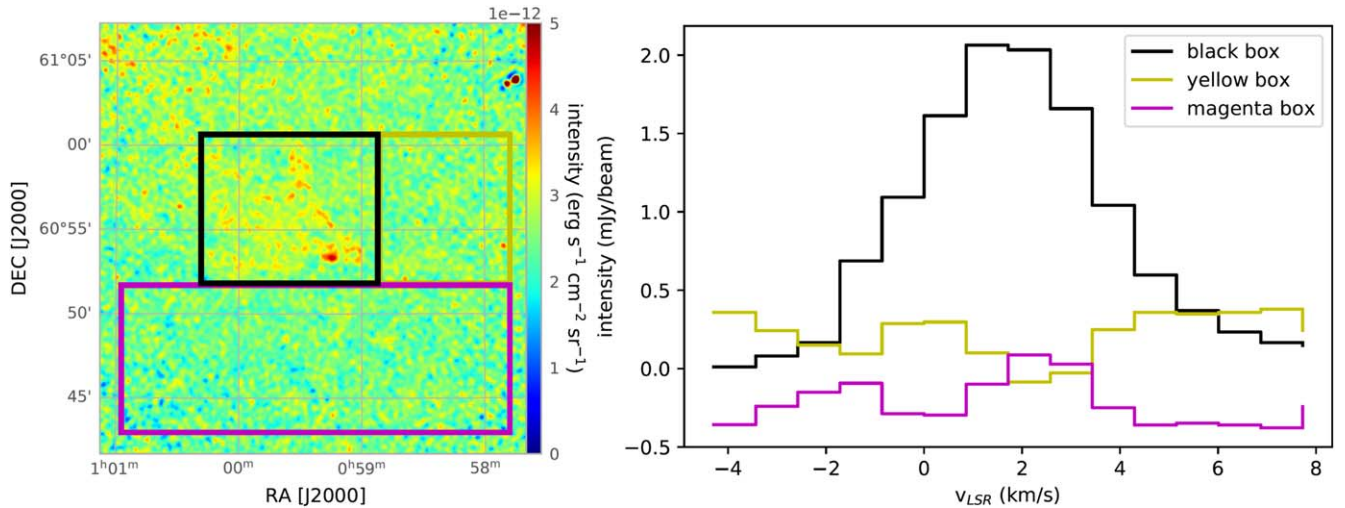 1e−12
61°05'
00'
60°55'
50'
45'
DEC [J2000]
1ʰ01ᵐ
00ᵐ
0ʰ59ᵐ
58ᵐ
RA [J2000]
5
4
3
2
1
0
intensity (erg s⁻¹ cm⁻² sr⁻¹)
intensity (mJy/beam)
2.0
1.5
1.0
0.5
0.0
−0.5
−4
−2
0
2
4
6
8
v_LSR (km/s)
black box
yellow box
magenta box